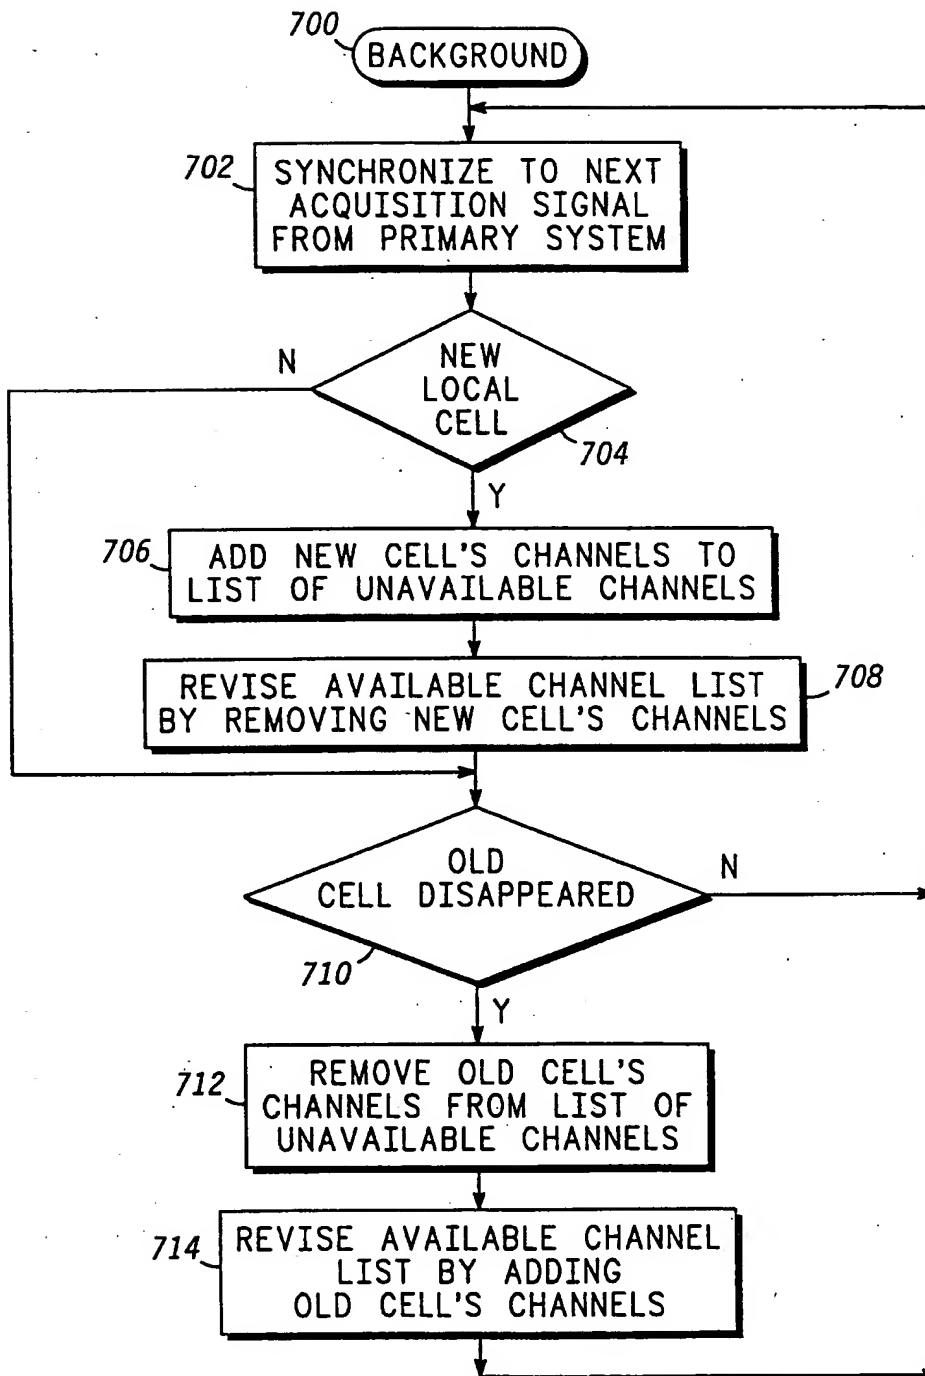 700
BACKGROUND
702
SYNCHRONIZE TO NEXT
ACQUISITION SIGNAL
FROM PRIMARY SYSTEM
N
NEW
LOCAL
CELL
704
Y
706
ADD NEW CELL'S CHANNELS TO
LIST OF UNAVAILABLE CHANNELS
REVISE AVAILABLE CHANNEL LIST
BY REMOVING NEW CELL'S CHANNELS
708
OLD
CELL DISAPPEARED
N
710
Y
712
REMOVE OLD CELL'S
CHANNELS FROM LIST OF
UNAVAILABLE CHANNELS
714
REVISE AVAILABLE CHANNEL
LIST BY ADDING
OLD CELL'S CHANNELS